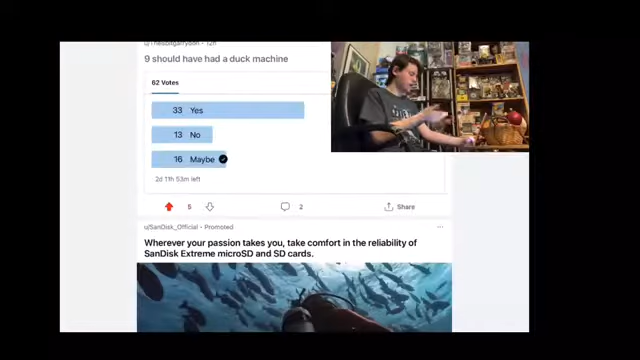 9 should have had a duck machine
62 Votes
33 Yes
13 No
16 Maybe
2d 11h 53m left
5
2
Share
u/SanDisk_Official · Promoted
Wherever your passion takes you, take comfort in the reliability of
SanDisk Extreme microSD and SD cards.